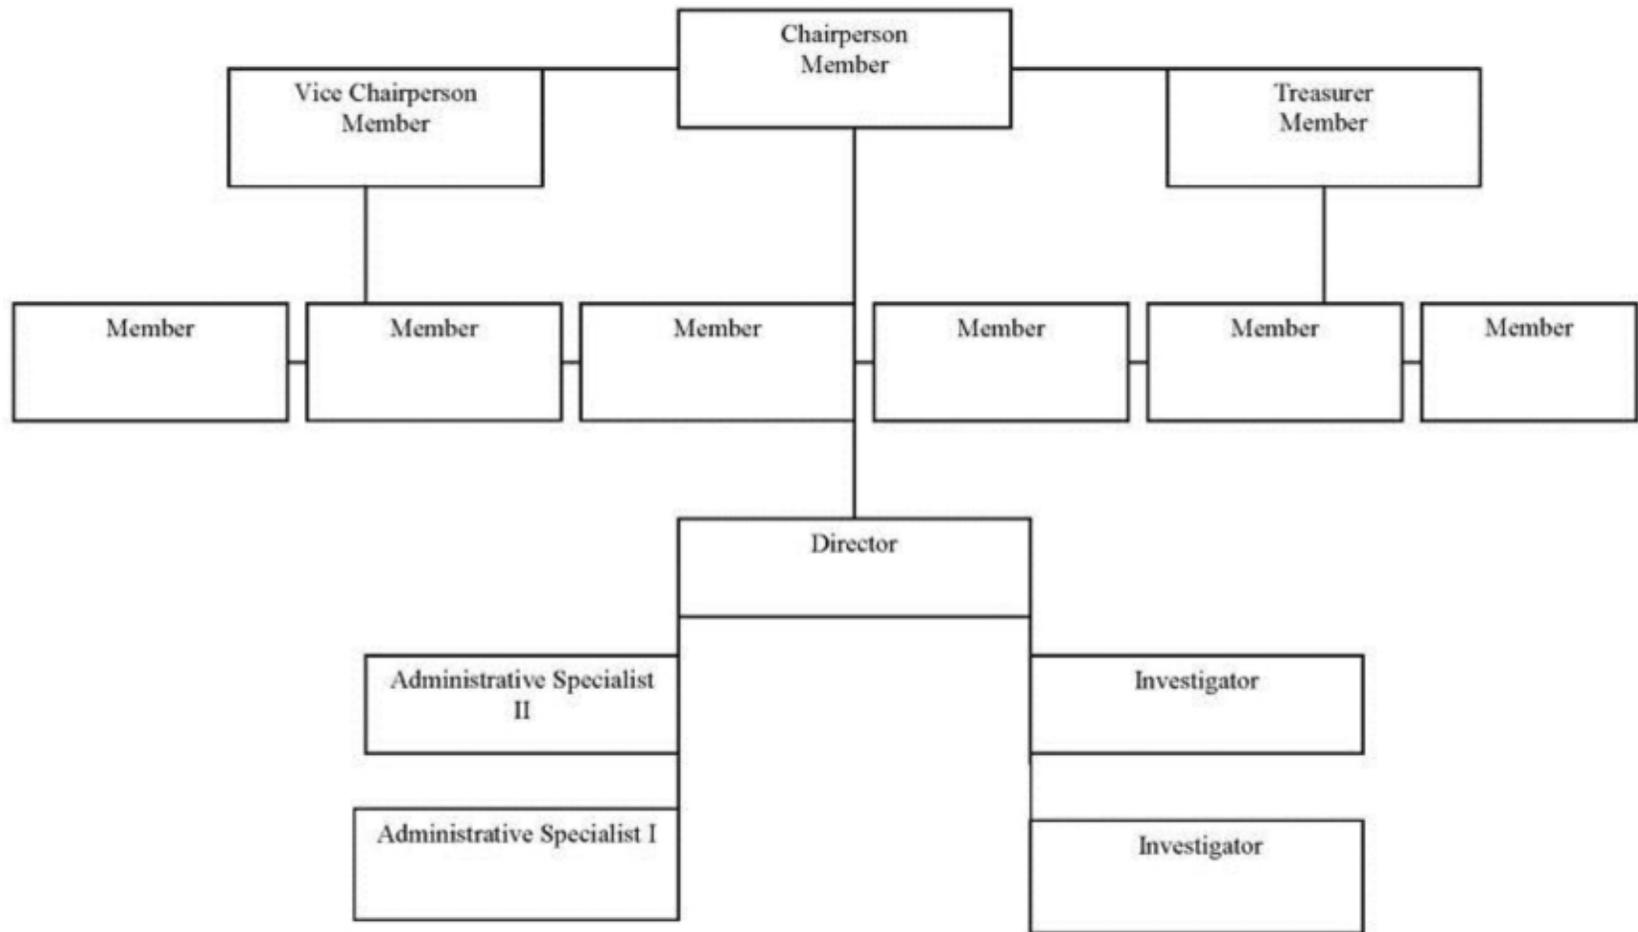 Chairperson
Member
Vice Chairperson
Member
Treasurer
Member
Member
Member
Member
Member
Member
Member
Director
Administrative Specialist
II
Investigator
Administrative Specialist I
Investigator